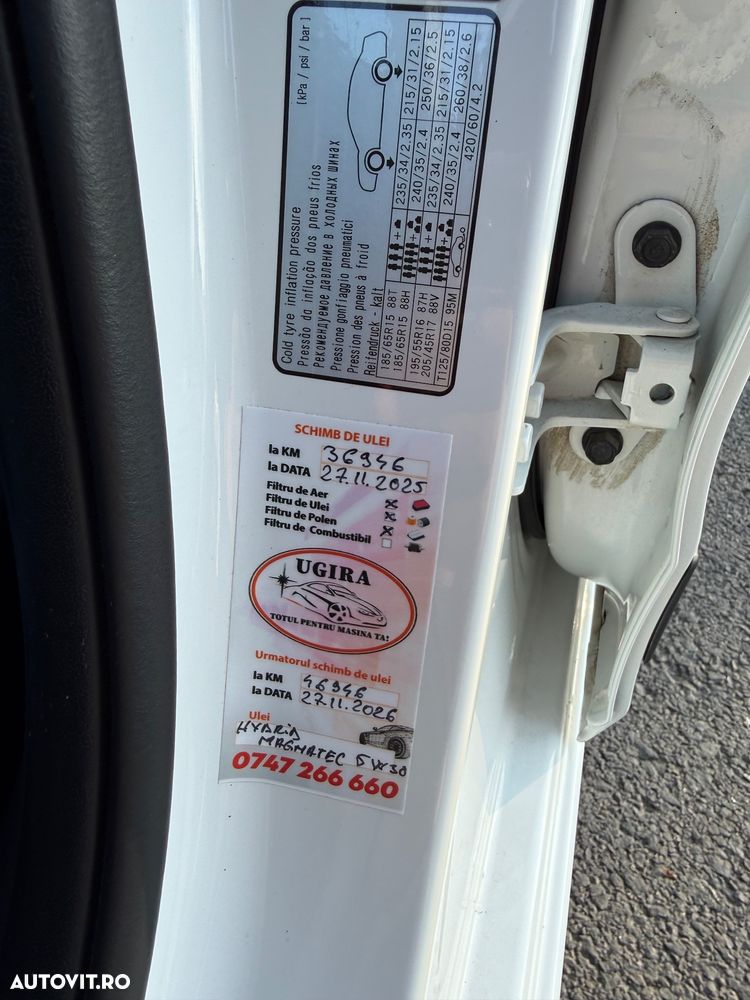 Cold tyre inflation pressure [kPa / psi / bar]
Pressão da inflação dos pneus frios
Рекомендуемое давление в холодных шинах
Pressione gonfiaggio pneumatici
Pression des pneus à froid
Reifendruck - kalt
185/65R15 88T 235/34/2.35 215/31/2.15
185/65R15 88H 240/35/2.4 250/36/2.5
195/55R16 87H 235/34/2.35 215/31/2.15
205/45R17 88V 240/35/2.4 260/38/2.6
T125/80D15 95M 420/60/4.2
SCHIMB DE ULEI
la KM 36946
la DATA 27.11.2025
Filtru de Aer
Filtru de Ulei
Filtru de Polen
Filtru de Combustibil
UGIRA
TOTUL PENTRU MASINA TA!
Urmatorul schimb de ulei
la KM 46946
la DATA 27.11.2026
Ulei
HYBRID
MAGNATEC 5W30
0747 266 660
AUTOVIT.RO